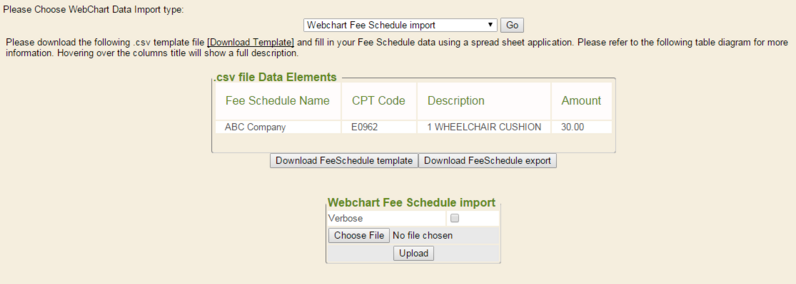 Please Choose WebChart Data Import type:
Webchart Fee Schedule import Go
Please download the following .csv template file [Download Template] and fill in your Fee Schedule data using a spread sheet application. Please refer to the following table diagram for more
information. Hovering over the columns title will show a full description.
.csv file Data Elements
Fee Schedule Name CPT Code Description Amount
ABC Company E0962 1 WHEELCHAIR CUSHION 30.00
Download FeeSchedule template Download FeeSchedule export
Webchart Fee Schedule import
Verbose
Choose File No file chosen
Upload